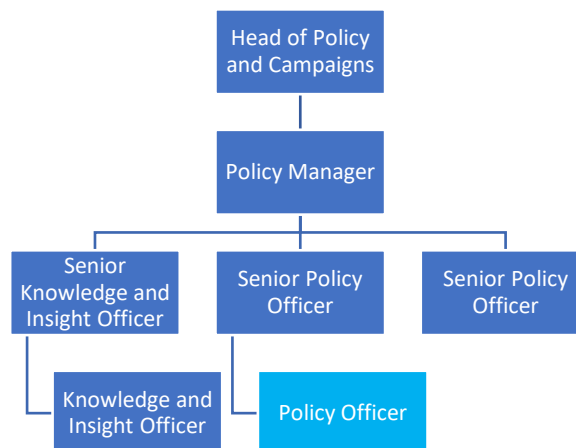 Head of Policy
and Campaigns
Policy Manager
Senior
Knowledge and
Insight Officer
Senior Policy
Officer
Senior Policy
Officer
Knowledge and
Insight Officer
Policy Officer